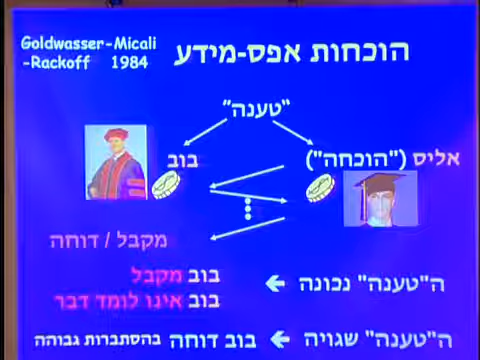 Goldwasser-Micali
-Rackoff 1984
הוכחות אפס-מידע
"טענה"
בוב
אליס ("הוכחה")
מקבל / דוחה
ה"טענה" נכונה ← בוב מקבל
בוב אינו לומד דבר
ה"טענה" שגויה ← בוב דוחה בהסתברות גבוהה